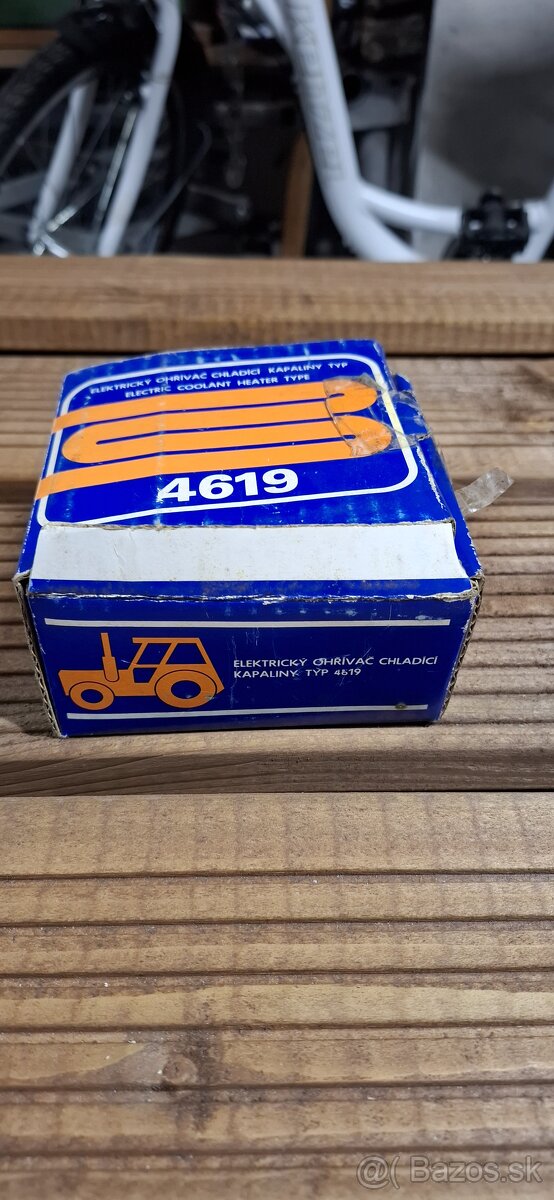 ELEKTRICKÝ OHŘÍVAČ CHLADÍCÍ KAPALINY TYP
ELECTRIC COOLANT HEATER TYPE
4619
ELEKTRICKÝ OHŘÍVAČ CHLADÍCÍ
KAPALINY TYP 4619
@( Bazos.sk